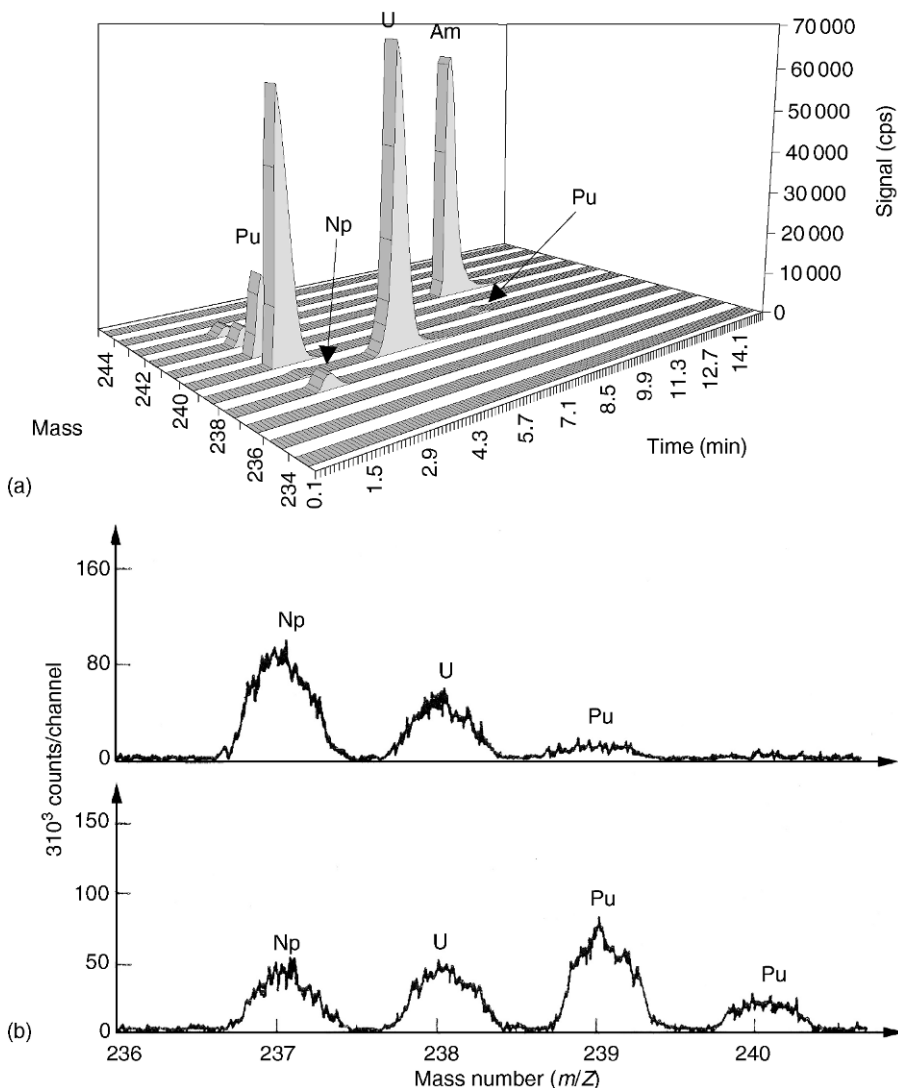 U
Am
70 000
60 000
50 000
40 000
30 000
20 000
10 000
0
Signal (cps)
Pu
Np
Pu
244
242
240
238
236
234
Mass
0.1
1.5
2.9
4.3
5.7
7.1
8.5
9.9
11.3
12.7
14.1
Time (min)
(a)
160
80
0
Np
U
Pu
310³ counts/channel
150
100
50
0
Np
U
Pu
Pu
(b)
236 237 238 239 240
Mass number (m/Z)